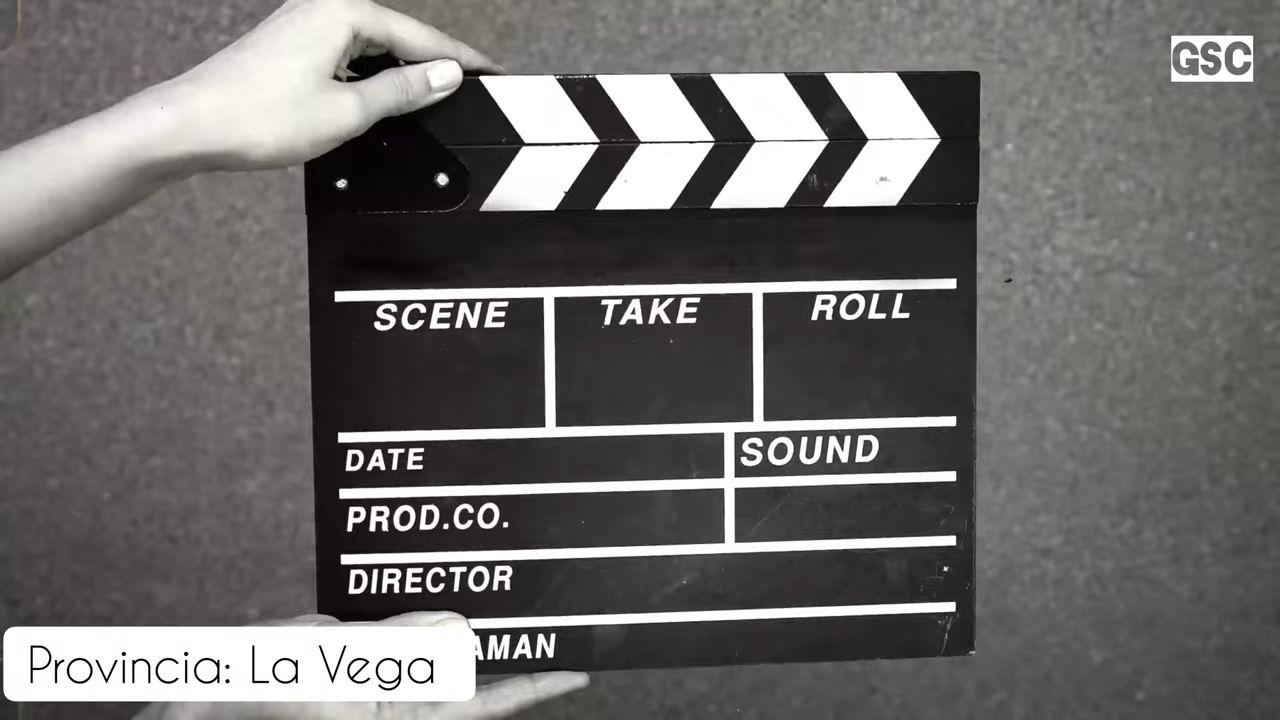 GSC
SCENE TAKE ROLL
DATE SOUND
PROD.CO.
DIRECTOR
AMAN
Provincia: La Vega